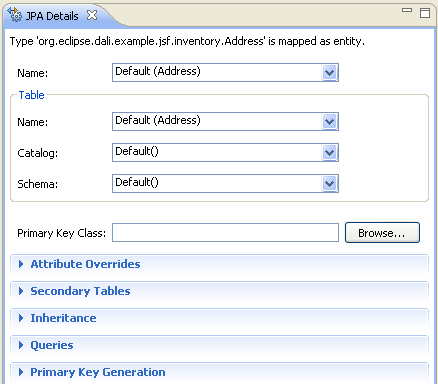 JPA Details
Type 'org.eclipse.dali.example.jsf.inventory.Address' is mapped as entity.
Name: Default (Address)
Table
Name: Default (Address)
Catalog: Default()
Schema: Default()
Primary Key Class: Browse...
Attribute Overrides
Secondary Tables
Inheritance
Queries
Primary Key Generation